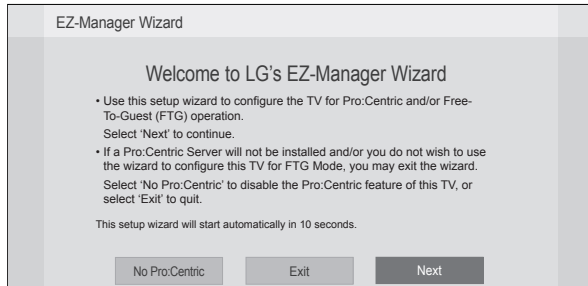 EZ-Manager Wizard
Welcome to LG's EZ-Manager Wizard
• Use this setup wizard to configure the TV for Pro:Centric and/or Free-
To-Guest (FTG) operation.
Select 'Next' to continue.
• If a Pro:Centric Server will not be installed and/or you do not wish to use
the wizard to configure this TV for FTG Mode, you may exit the wizard.
Select 'No Pro:Centric' to disable the Pro:Centric feature of this TV, or
select 'Exit' to quit.
This setup wizard will start automatically in 10 seconds.
No Pro:Centric
Exit
Next